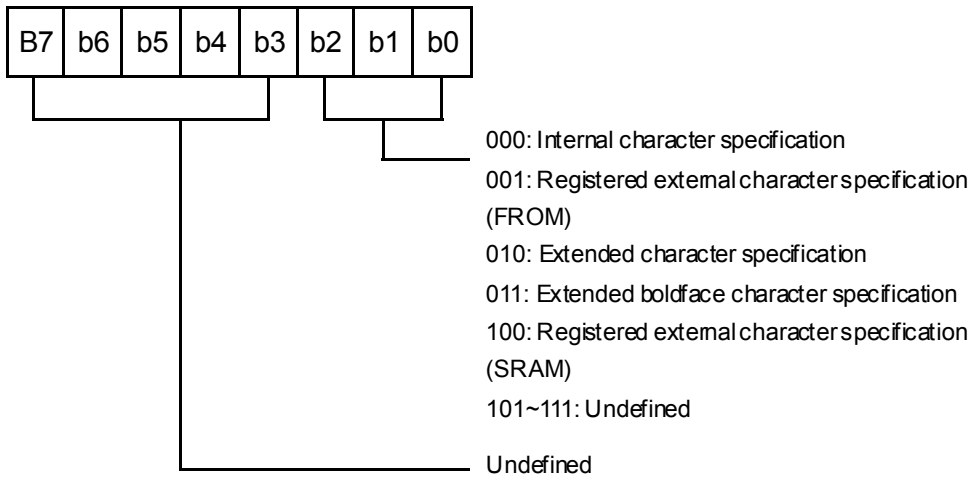 B7 b6 b5 b4 b3 b2 b1 b0
000: Internal character specification
001: Registered external character specification
(FROM)
010: Extended character specification
011: Extended boldface character specification
100: Registered external character specification
(SRAM)
101~111: Undefined
Undefined